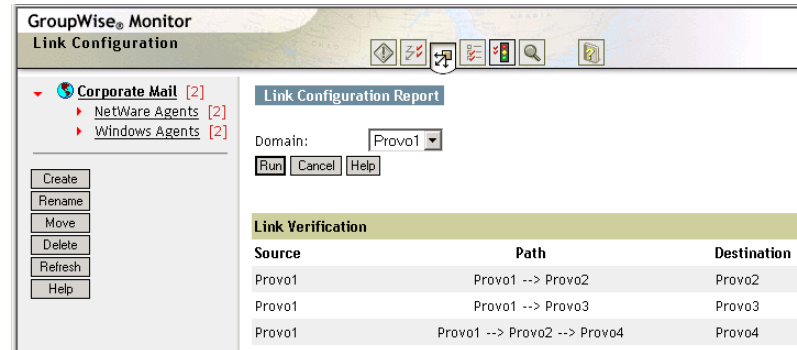 GroupWise® Monitor
Link Configuration
Corporate Mail [2]
NetWare Agents [2]
Windows Agents [2]
Create
Rename
Move
Delete
Refresh
Help
Link Configuration Report
Domain: Provo1
Run Cancel Help
Link Verification
Source Path Destination
Provo1 Provo1 --> Provo2 Provo2
Provo1 Provo1 --> Provo3 Provo3
Provo1 Provo1 --> Provo2 --> Provo4 Provo4